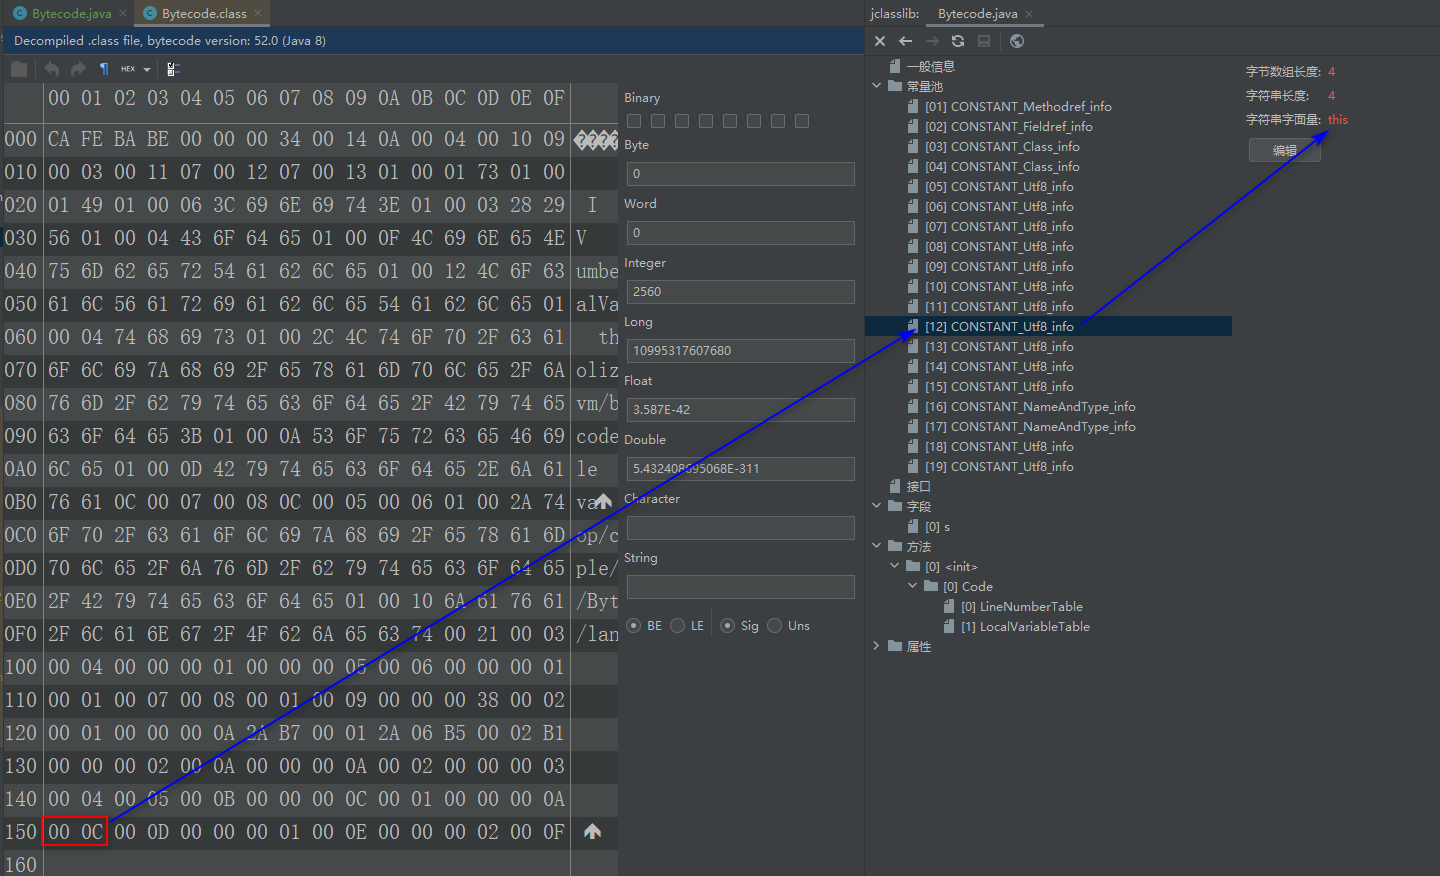 Bytecode.java
Bytecode.class
Decompiled .class file, bytecode version: 52.0 (Java 8)
HEX
00 01 02 03 04 05 06 07 08 09 0A 0B 0C 0D 0E 0F
000 CA FE BA BE 00 00 00 34 00 14 0A 00 04 00 10 09
010 00 03 00 11 07 00 12 07 00 13 01 00 01 73 01 00
020 01 49 01 00 06 3C 69 6E 69 74 3E 01 00 03 28 29 I
030 56 01 00 04 43 6F 64 65 01 00 0F 4C 69 6E 65 4E V
040 75 6D 62 65 72 54 61 62 6C 65 01 00 12 4C 6F 63 umbe
050 61 6C 56 61 72 69 61 62 6C 65 54 61 62 6C 65 01 alVa
060 00 04 74 68 69 73 01 00 2C 4C 74 6F 70 2F 63 61 th
070 6F 6C 69 7A 68 69 2F 65 78 61 6D 70 6C 65 2F 6A oliz
080 76 6D 2F 62 79 74 65 63 6F 64 65 2F 42 79 74 65 vm/b
090 63 6F 64 65 3B 01 00 0A 53 6F 75 72 63 65 46 69 code
0A0 6C 65 01 00 0D 42 79 74 65 63 6F 64 65 2E 6A 61 le
0B0 76 61 0C 00 07 00 08 0C 00 05 00 06 01 00 2A 74 va
0C0 6F 70 2F 63 61 6F 6C 69 7A 68 69 2F 65 78 61 6D op/c
0D0 70 6C 65 2F 6A 76 6D 2F 62 79 74 65 63 6F 64 65 ple/
0E0 2F 42 79 74 65 63 6F 64 65 01 00 10 6A 61 76 61 /Byt
0F0 2F 6C 61 6E 67 2F 4F 62 6A 65 63 74 00 21 00 03 /lan
100 00 04 00 00 00 01 00 00 00 05 00 06 00 00 00 01
110 00 01 00 07 00 08 00 01 00 09 00 00 00 38 00 02
120 00 01 00 00 00 0A 2A B7 00 01 2A 06 B5 00 02 B1
130 00 00 00 02 00 0A 00 00 00 0A 00 02 00 00 00 03
140 00 04 00 05 00 0B 00 00 00 0C 00 01 00 00 00 0A
150 00 0C 00 0D 00 00 00 01 00 0E 00 00 00 02 00 0F
160
Binary
Byte
0
Word
0
Integer
2560
Long
10995317607680
Float
3.587E-42
Double
5.432408695068E-311
Character
String
BE LE Sig Uns
jclasslib: Bytecode.java
一般信息
常量池
[01] CONSTANT_Methodref_info
[02] CONSTANT_Fieldref_info
[03] CONSTANT_Class_info
[04] CONSTANT_Class_info
[05] CONSTANT_Utf8_info
[06] CONSTANT_Utf8_info
[07] CONSTANT_Utf8_info
[08] CONSTANT_Utf8_info
[09] CONSTANT_Utf8_info
[10] CONSTANT_Utf8_info
[11] CONSTANT_Utf8_info
[12] CONSTANT_Utf8_info
[13] CONSTANT_Utf8_info
[14] CONSTANT_Utf8_info
[15] CONSTANT_Utf8_info
[16] CONSTANT_NameAndType_info
[17] CONSTANT_NameAndType_info
[18] CONSTANT_Utf8_info
[19] CONSTANT_Utf8_info
接口
字段
[0] s
方法
[0] <init>
[0] Code
[0] LineNumberTable
[1] LocalVariableTable
属性
字节数组长度: 4
字符串长度: 4
字符串字面量: this
编辑